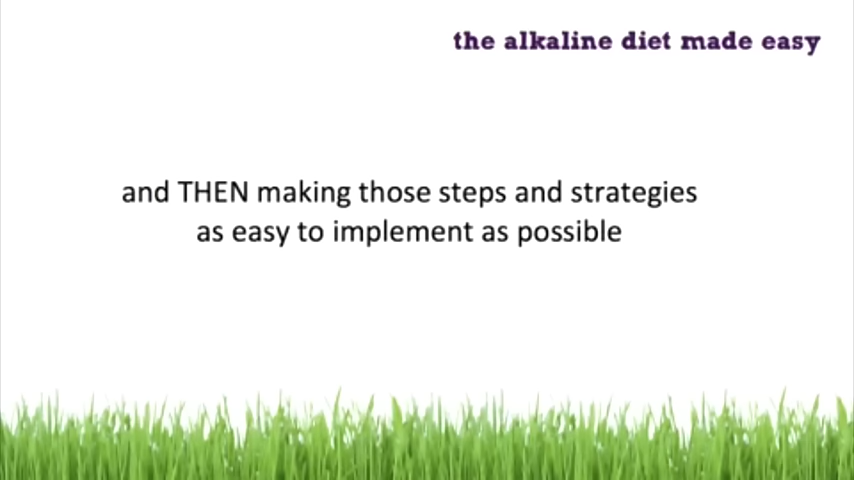 the alkaline diet made easy
and THEN making those steps and strategies
as easy to implement as possible